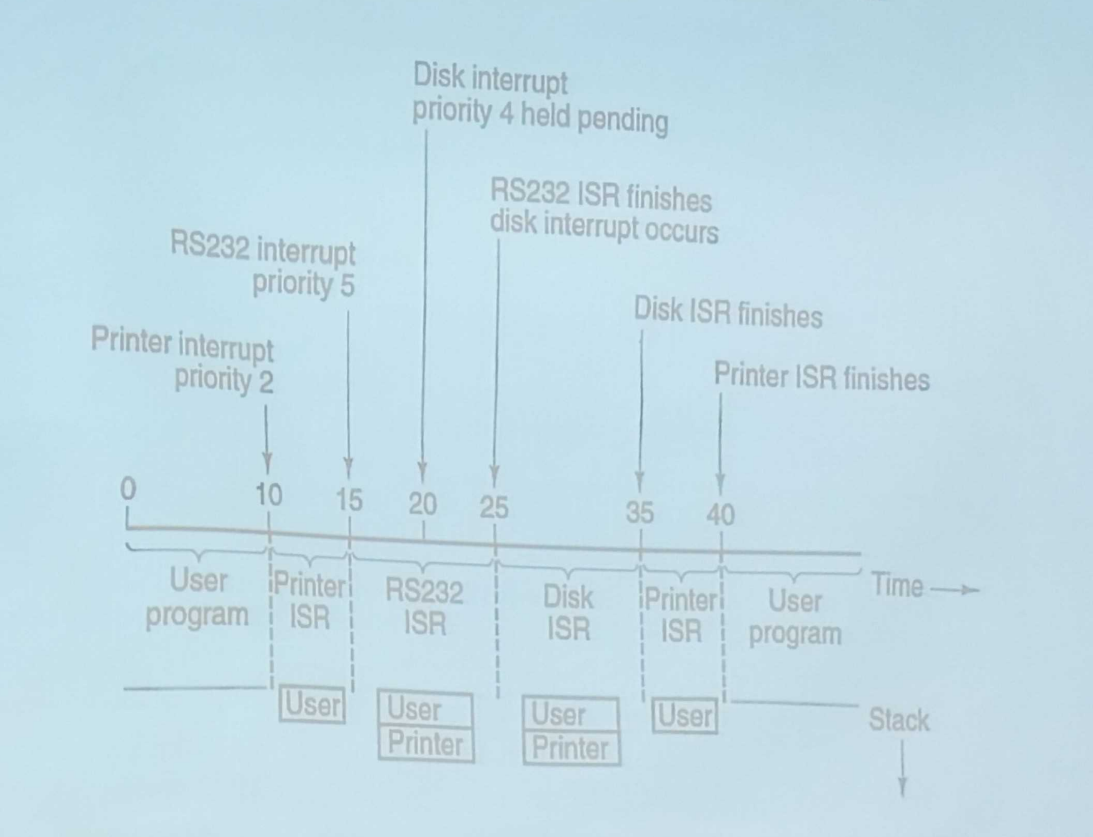 Disk interrupt
priority 4 held pending
RS232 ISR finishes
disk interrupt occurs
RS232 interrupt
priority 5
Disk ISR finishes
Printer interrupt
priority 2
Printer ISR finishes
0 10 15 20 25 35 40
User
program
Printer
ISR
RS232
ISR
Disk
ISR
Printer
ISR
User
program
Time
User
User
Printer
User
Printer
User
Stack